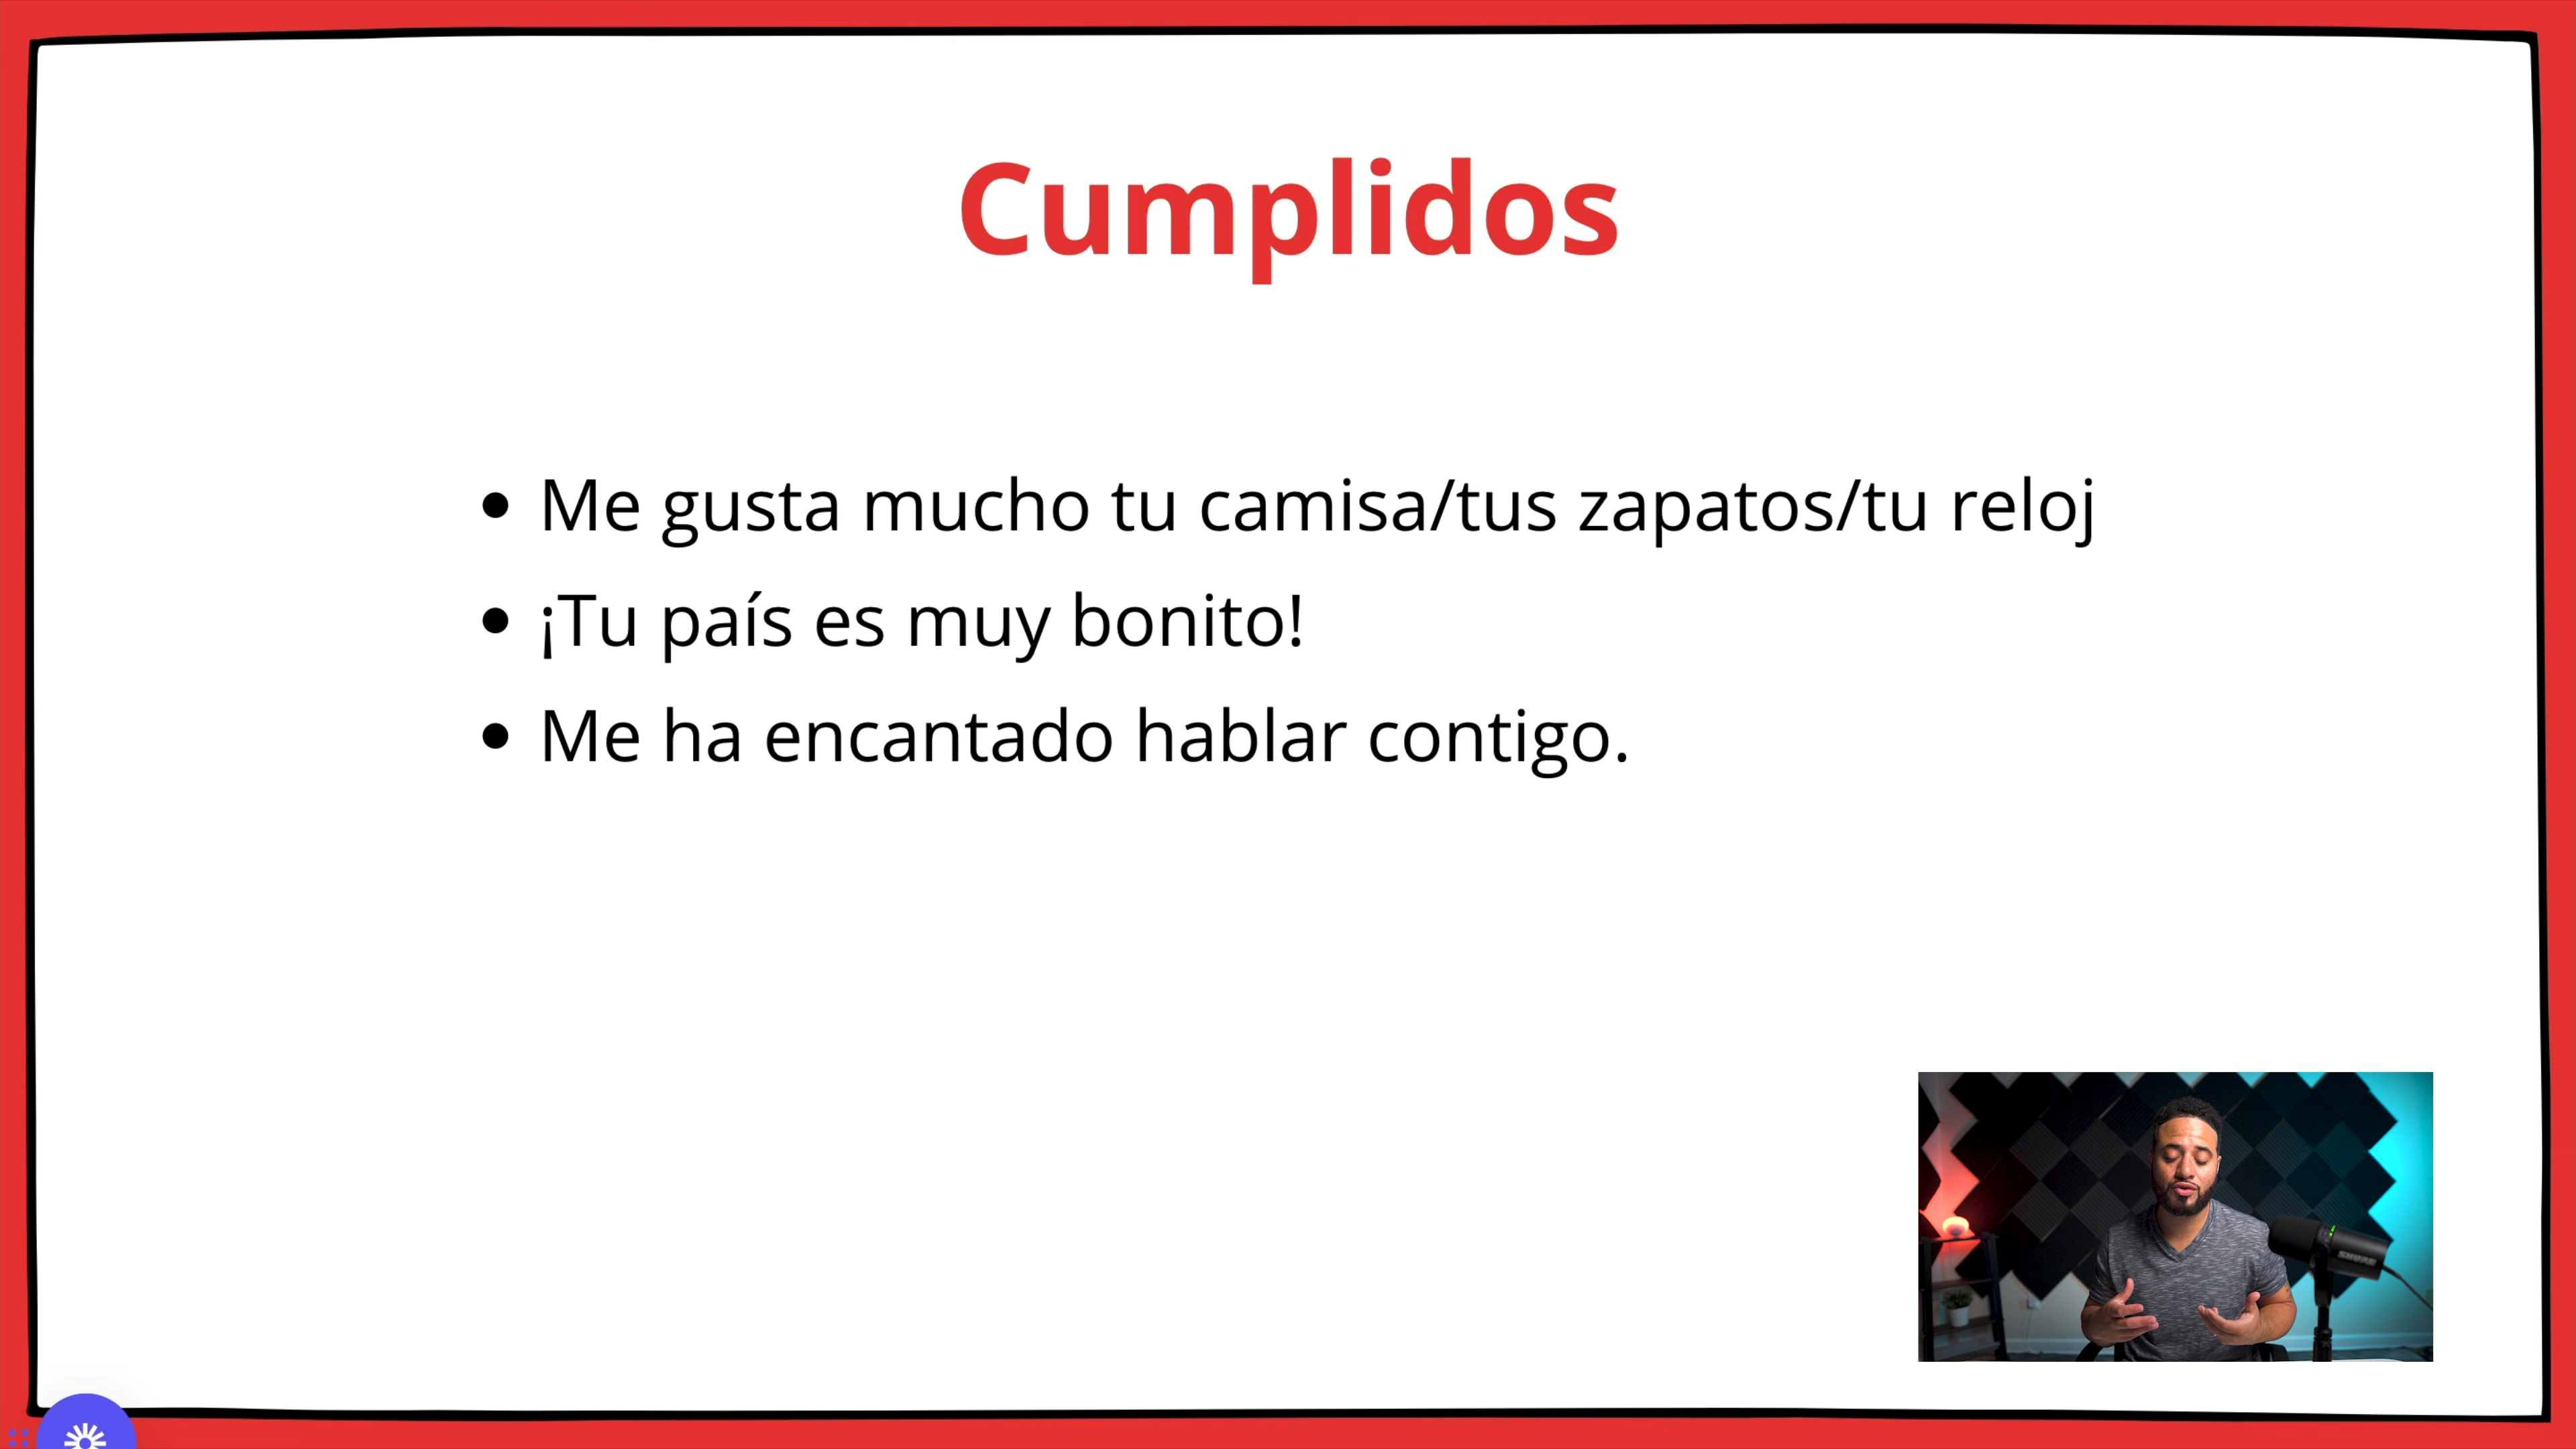 Cumplidos
• Me gusta mucho tu camisa/tus zapatos/tu reloj
• ¡Tu país es muy bonito!
• Me ha encantado hablar contigo.
SHURE